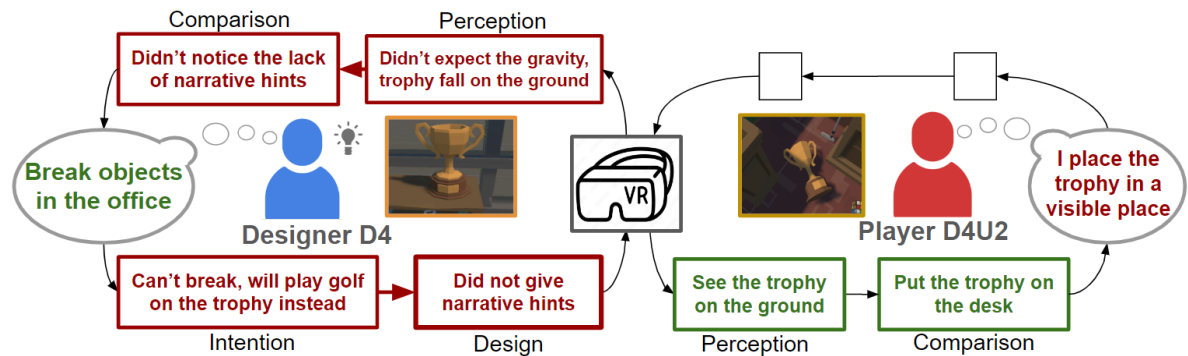 Comparison
Perception
Didn't notice the lack
of narrative hints
Didn't expect the gravity,
trophy fall on the ground
Break objects
in the office
Designer D4
VR
Player D4U2
I place the
trophy in a
visible place
Can't break, will play golf
on the trophy instead
Did not give
narrative hints
See the trophy
on the ground
Put the trophy on
the desk
Intention
Design
Perception
Comparison